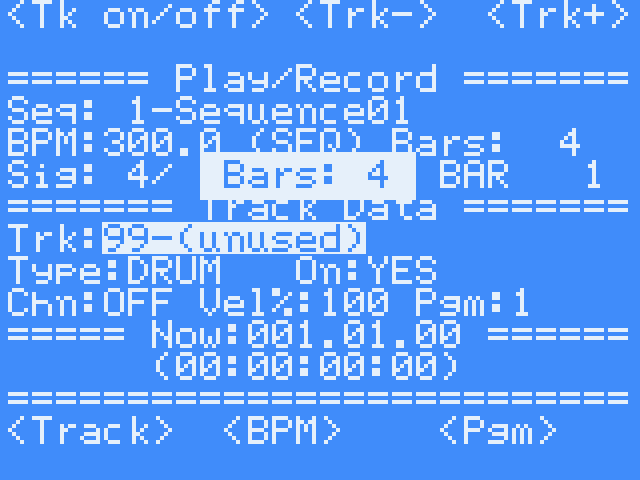 <Tk on/off> <Trk-> <Trk+>
====== Play/Record =======
Seq: 1-Sequence01
BPM:300.0 (SEQ) Bars: 4
Sig: 4/ Bars: 4 BAR 1
======= Track Data =======
Trk:99-(unused)
Type:DRUM On:YES
Chn:OFF Vel%:100 Pgm:1
===== Now:001.01.00 ======
(00:00:00:00)
==========================
<Track> <BPM> <Pgm>